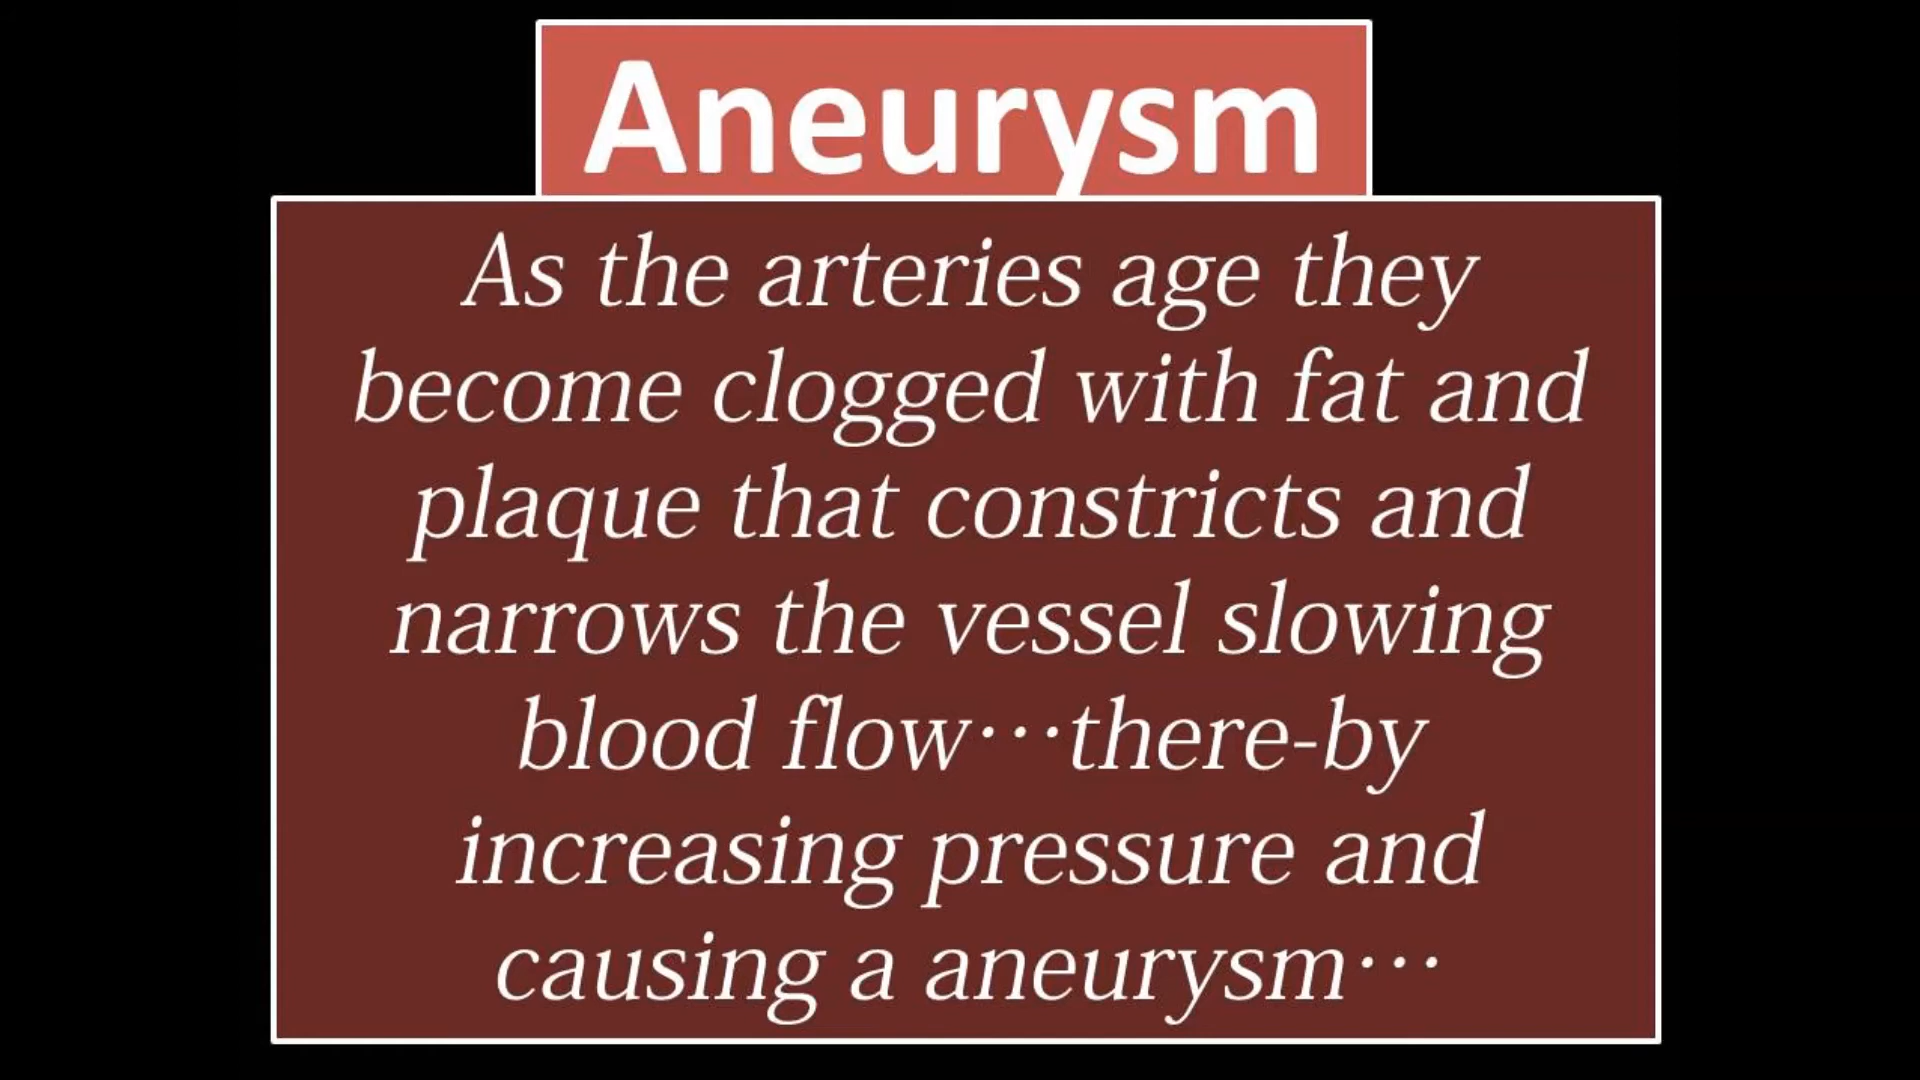 Aneurysm
As the arteries age they
become clogged with fat and
plaque that constricts and
narrows the vessel slowing
blood flow…there-by
increasing pressure and
causing a aneurysm…